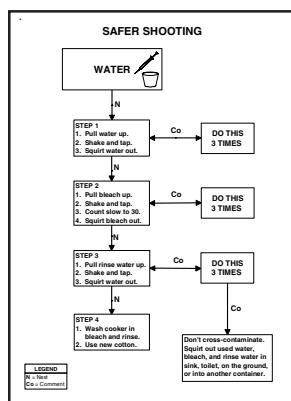 SAFER SHOOTING
WATER
N
STEP 1
1. Pull water up.
2. Shake and tap.
3. Squirt water out.
Co
DO THIS
3 TIMES
N
STEP 2
1. Pull bleach up.
2. Shake and tap.
3. Count slow to 30.
4. Squirt bleach out.
Co
DO THIS
3 TIMES
N
STEP 3
1. Pull rinse water up.
2. Shake and tap.
3. Squirt water out.
Co
DO THIS
3 TIMES
N
Co
STEP 4
1. Wash cooker in
bleach and rinse.
2. Use new cotton.
Don't cross-contaminate.
Squirt out used water,
bleach, and rinse water in
sink, toilet, on the ground,
or into another container.
LEGEND
N = Next
Co = Comment